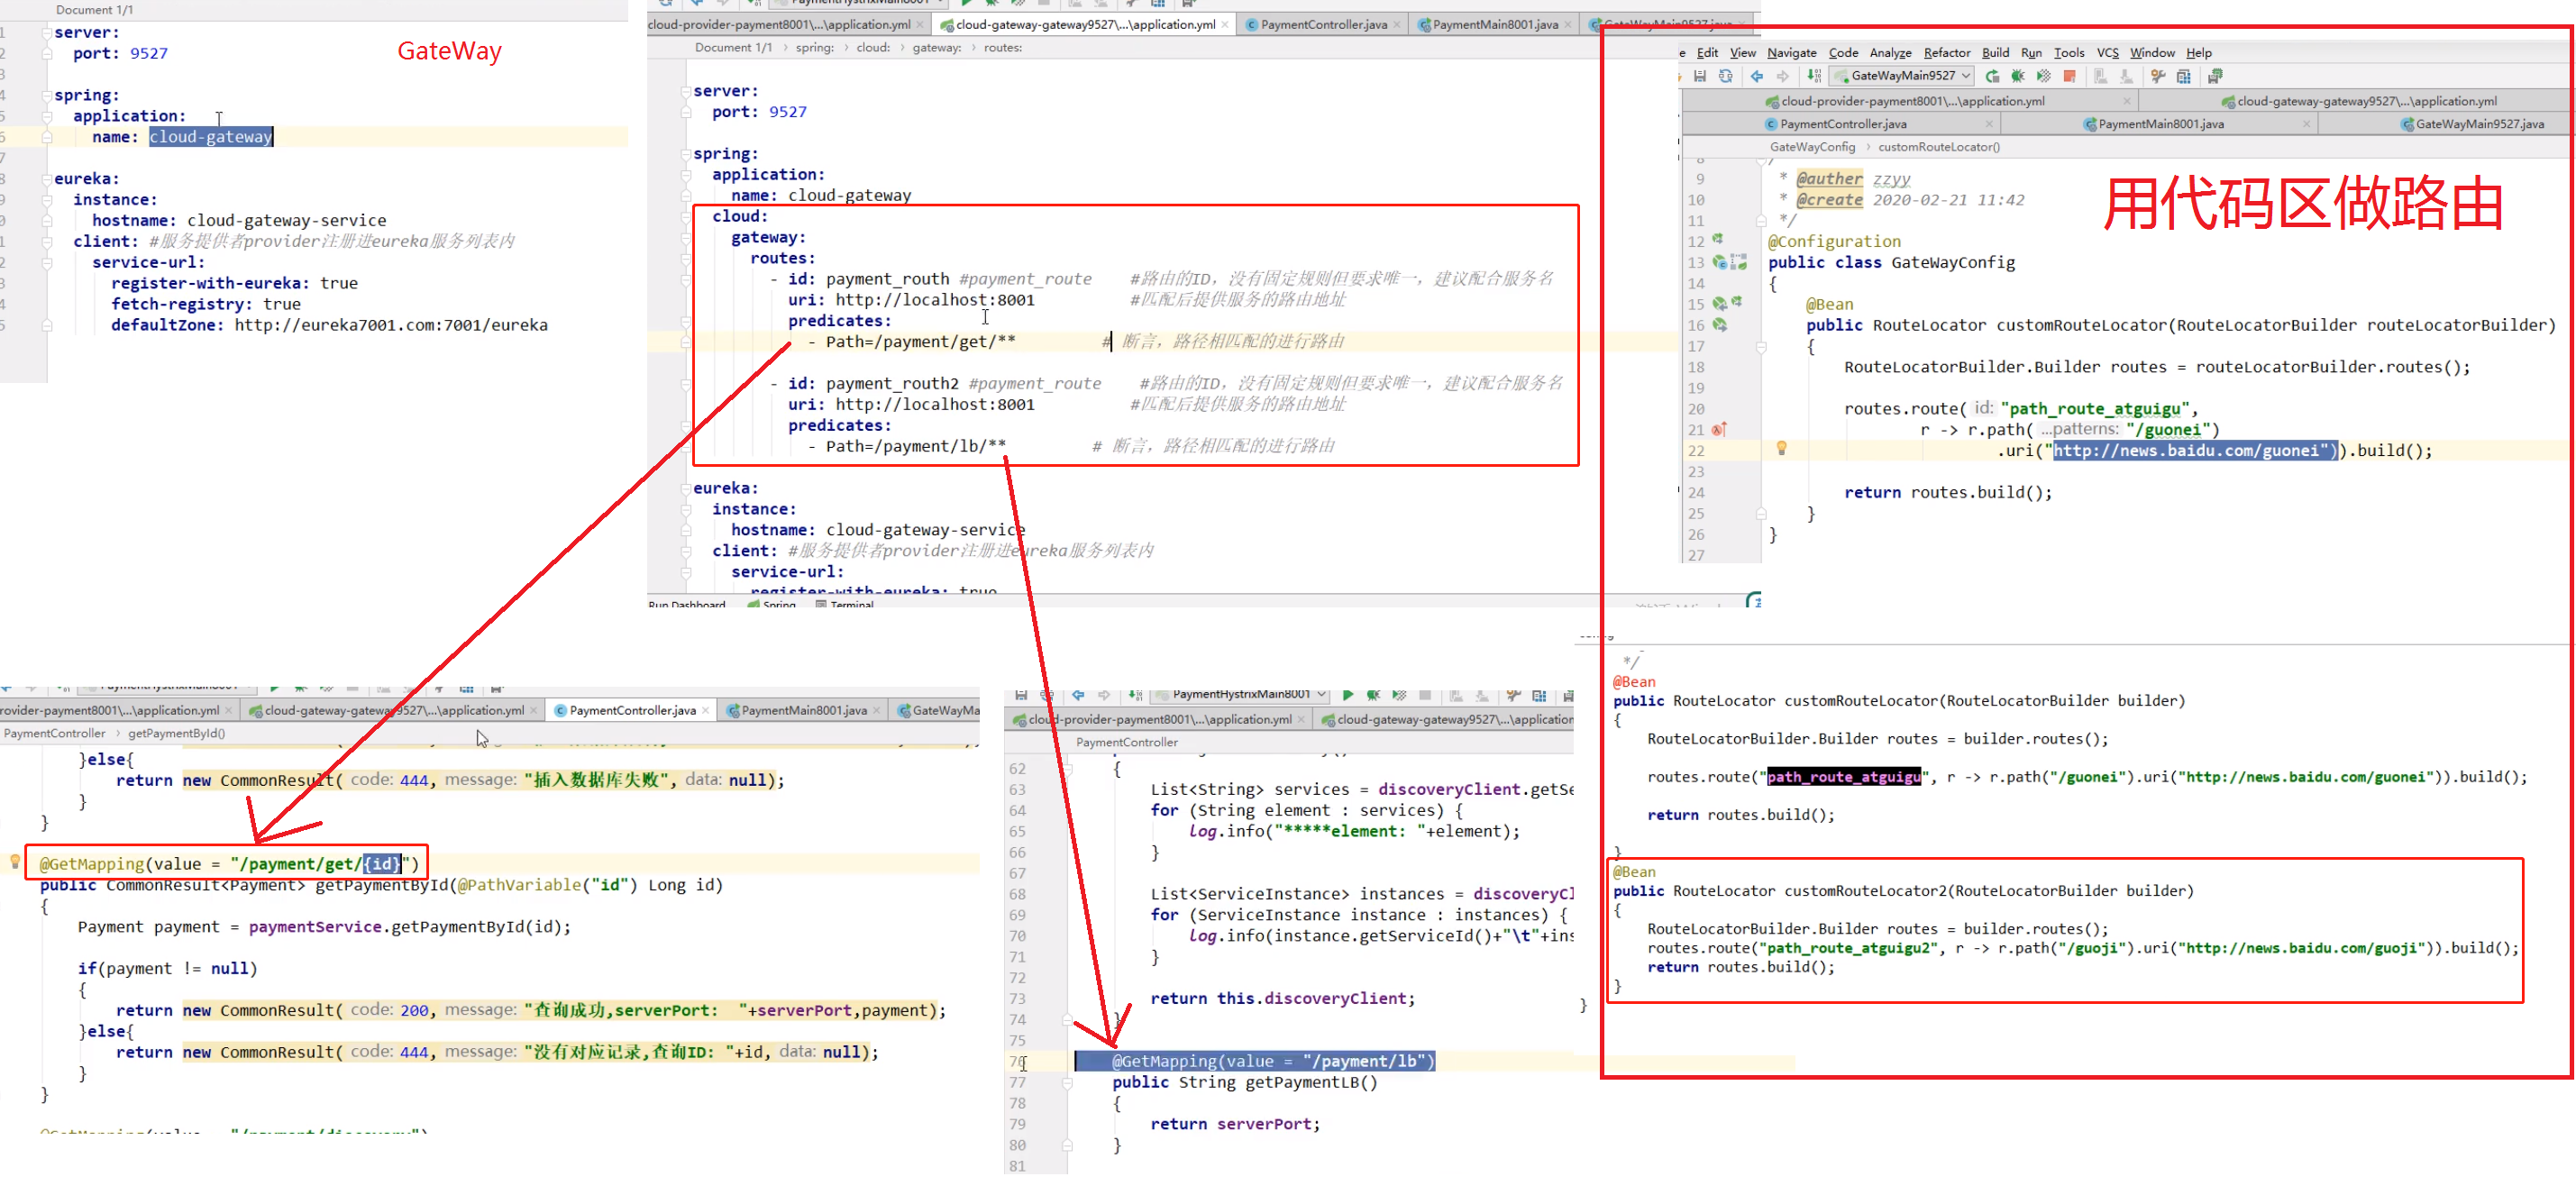 Document 1/1
server:
port: 9527
spring:
application:
name: cloud-gateway
eureka:
instance:
hostname: cloud-gateway-service
client: #服务提供者provider注册进eureka服务列表内
service-url:
register-with-eureka: true
fetch-registry: true
defaultZone: http://eureka7001.com:7001/eureka
GateWay
cloud-provider-payment8001\...\application.yml
cloud-gateway-gateway9527\...\application.yml
PaymentController.java
PaymentMain8001.java
GateWayMain9527.java
Document 1/1 › spring: › cloud: › gateway: › routes:
server:
port: 9527
spring:
application:
name: cloud-gateway
cloud:
gateway:
routes:
- id: payment_routh #payment_route #路由的ID，没有固定规则但要求唯一，建议配合服务名
uri: http://localhost:8001 #匹配后提供服务的路由地址
predicates:
- Path=/payment/get/** # 断言，路径相匹配的进行路由
- id: payment_routh2 #payment_route #路由的ID，没有固定规则但要求唯一，建议配合服务名
uri: http://localhost:8001 #匹配后提供服务的路由地址
predicates:
- Path=/payment/lb/** # 断言，路径相匹配的进行路由
eureka:
instance:
hostname: cloud-gateway-service
client: #服务提供者provider注册进eureka服务列表内
service-url:
register-with-eureka: true
Run Dashboard Spring Terminal
e Edit View Navigate Code Analyze Refactor Build Run Tools VCS Window Help
GateWayMain9527
cloud-provider-payment8001\...\application.yml
cloud-gateway-gateway9527\...\application.yml
PaymentController.java
PaymentMain8001.java
GateWayMain9527.java
GateWayConfig › customRouteLocator()
用代码区做路由
8
9 * @auther zzyy
10 * @create 2020-02-21 11:42
11 */
12 @Configuration
13 public class GateWayConfig
14 {
15 @Bean
16 public RouteLocator customRouteLocator(RouteLocatorBuilder routeLocatorBuilder)
17 {
18 RouteLocatorBuilder.Builder routes = routeLocatorBuilder.routes();
19
20 routes.route( id: "path_route_atguigu",
21 r -> r.path( ...patterns: "/guonei")
22 .uri("http://news.baidu.com/guonei")).build();
23
24 return routes.build();
25 }
26 }
27
*/
@Bean
public RouteLocator customRouteLocator(RouteLocatorBuilder builder)
{
RouteLocatorBuilder.Builder routes = builder.routes();
routes.route("path_route_atguigu", r -> r.path("/guonei").uri("http://news.baidu.com/guonei")).build();
return routes.build();
}
@Bean
public RouteLocator customRouteLocator2(RouteLocatorBuilder builder)
{
RouteLocatorBuilder.Builder routes = builder.routes();
routes.route("path_route_atguigu2", r -> r.path("/guoji").uri("http://news.baidu.com/guoji")).build();
return routes.build();
}
}
PaymentHystrixMain8001
rovider-payment8001\...\application.yml
cloud-gateway-gateway9527\...\application.yml
PaymentController.java
PaymentMain8001.java
GateWayMa
PaymentController › getPaymentById()
}else{
return new CommonResult( code: 444, message: "插入数据库失败", data: null);
}
}
@GetMapping(value = "/payment/get/{id}")
public CommonResult<Payment> getPaymentById(@PathVariable("id") Long id)
{
Payment payment = paymentService.getPaymentById(id);
if(payment != null)
{
return new CommonResult( code: 200, message: "查询成功,serverPort: "+serverPort,payment);
}else{
return new CommonResult( code: 444, message: "没有对应记录,查询ID: "+id, data: null);
}
}
@GetMapping(value = "/payment/discovery")
PaymentHystrixMain8001
cloud-provider-payment8001\...\application.yml
cloud-gateway-gateway9527\...\application
PaymentController
62 {
63 List<String> services = discoveryClient.getSe
64 for (String element : services) {
65 log.info("*****element: "+element);
66 }
67
68 List<ServiceInstance> instances = discoveryCl
69 for (ServiceInstance instance : instances) {
70 log.info(instance.getServiceId()+"\t"+ins
71 }
72
73 return this.discoveryClient;
74 }
75
76 @GetMapping(value = "/payment/lb")
77 public String getPaymentLB()
78 {
79 return serverPort;
80 }
81